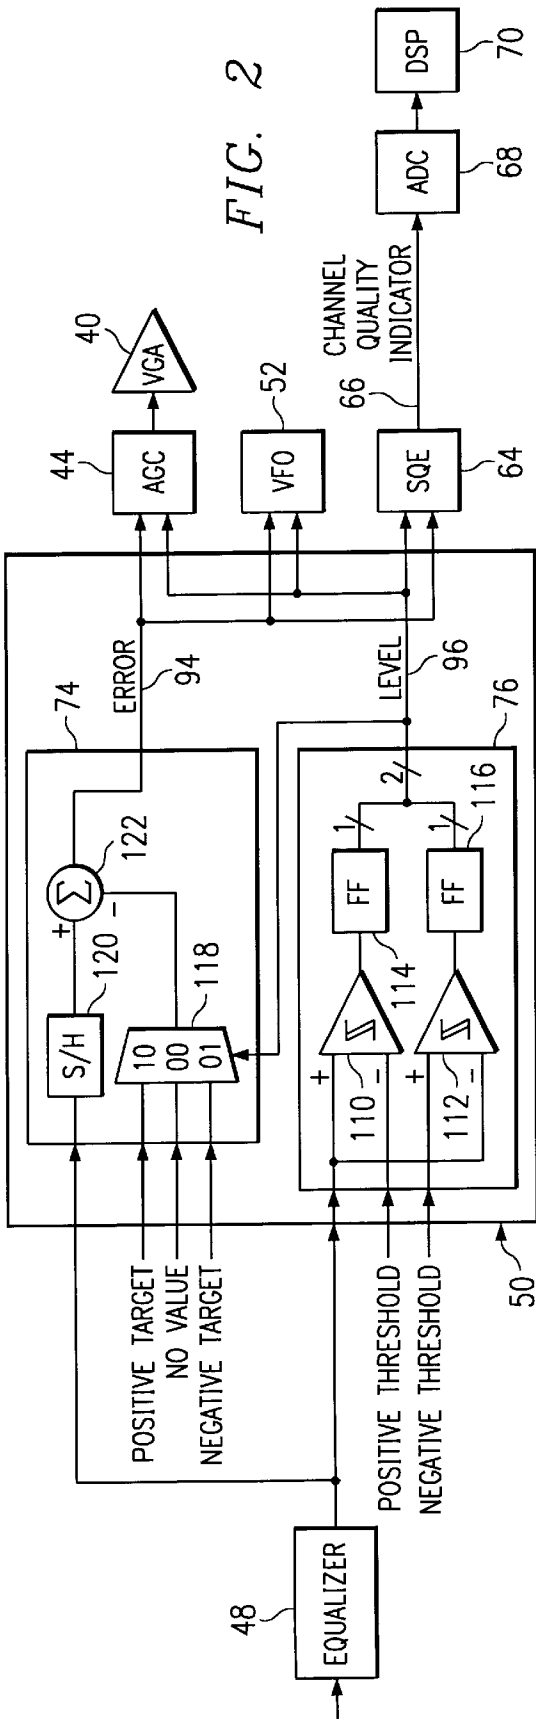 FIG. 2
48
EQUALIZER
50
74
S/H
120
+
Σ
122
-
10
00
01
118
POSITIVE TARGET
NO VALUE
NEGATIVE TARGET
ERROR
94
POSITIVE THRESHOLD
NEGATIVE THRESHOLD
76
+
-
110
+
-
112
FF
114
FF
116
1
1
2
LEVEL
96
44
AGC
40
VGA
52
VFO
SQE
64
66
CHANNEL
QUALITY
INDICATOR
ADC
68
DSP
70